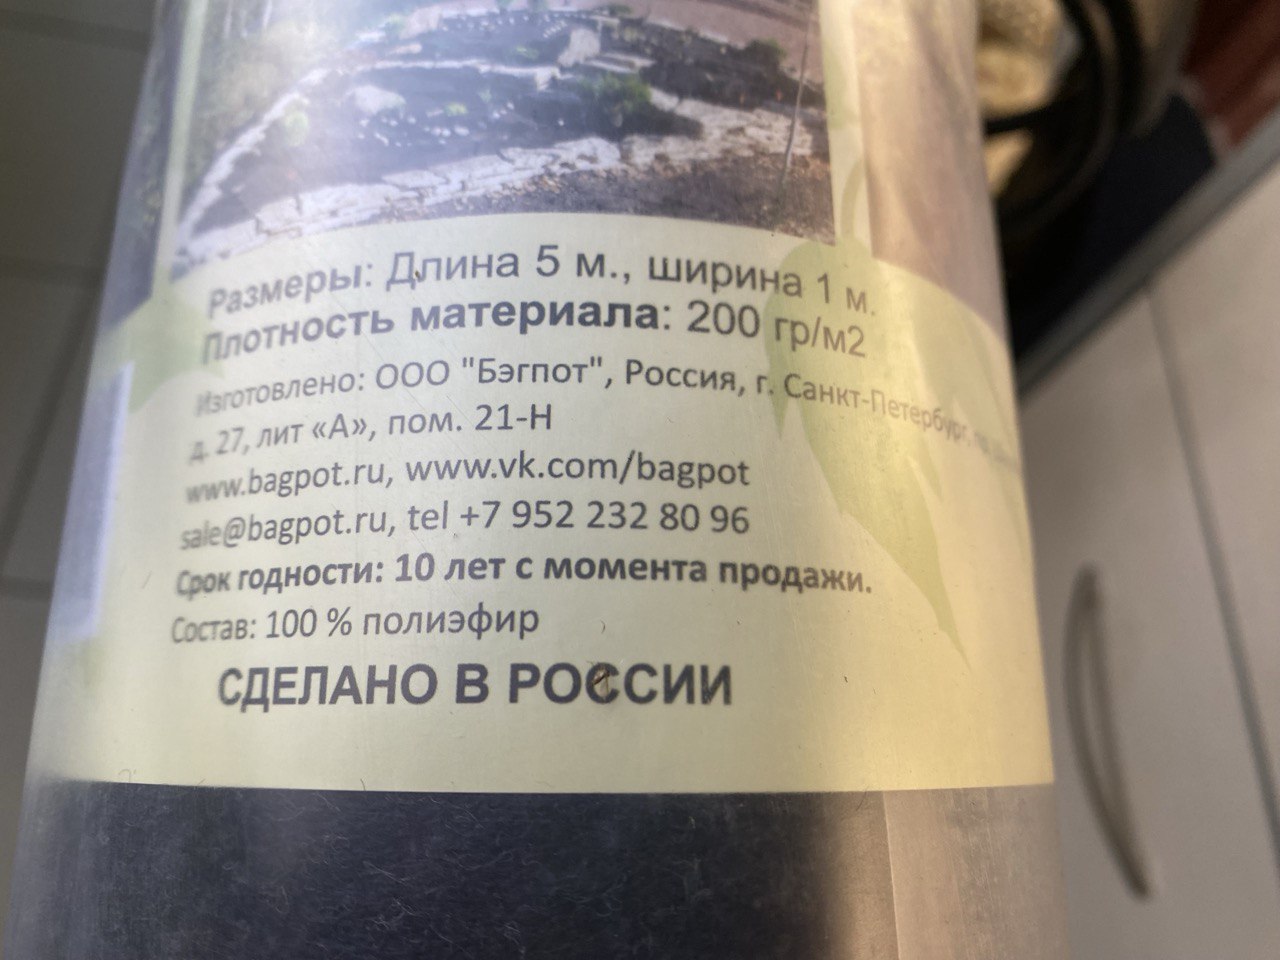 Размеры: Длина 5 м., ширина 1 м.
Плотность материала: 200 гр/м2
Изготовлено: ООО "Бэгпот", Россия, г. Санкт-Петербург,
д. 27, лит «А», пом. 21-Н
www.bagpot.ru, www.vk.com/bagpot
sale@bagpot.ru, tel +7 952 232 80 96
Срок годности: 10 лет с момента продажи.
Состав: 100 % полиэфир
СДЕЛАНО В РОССИИ